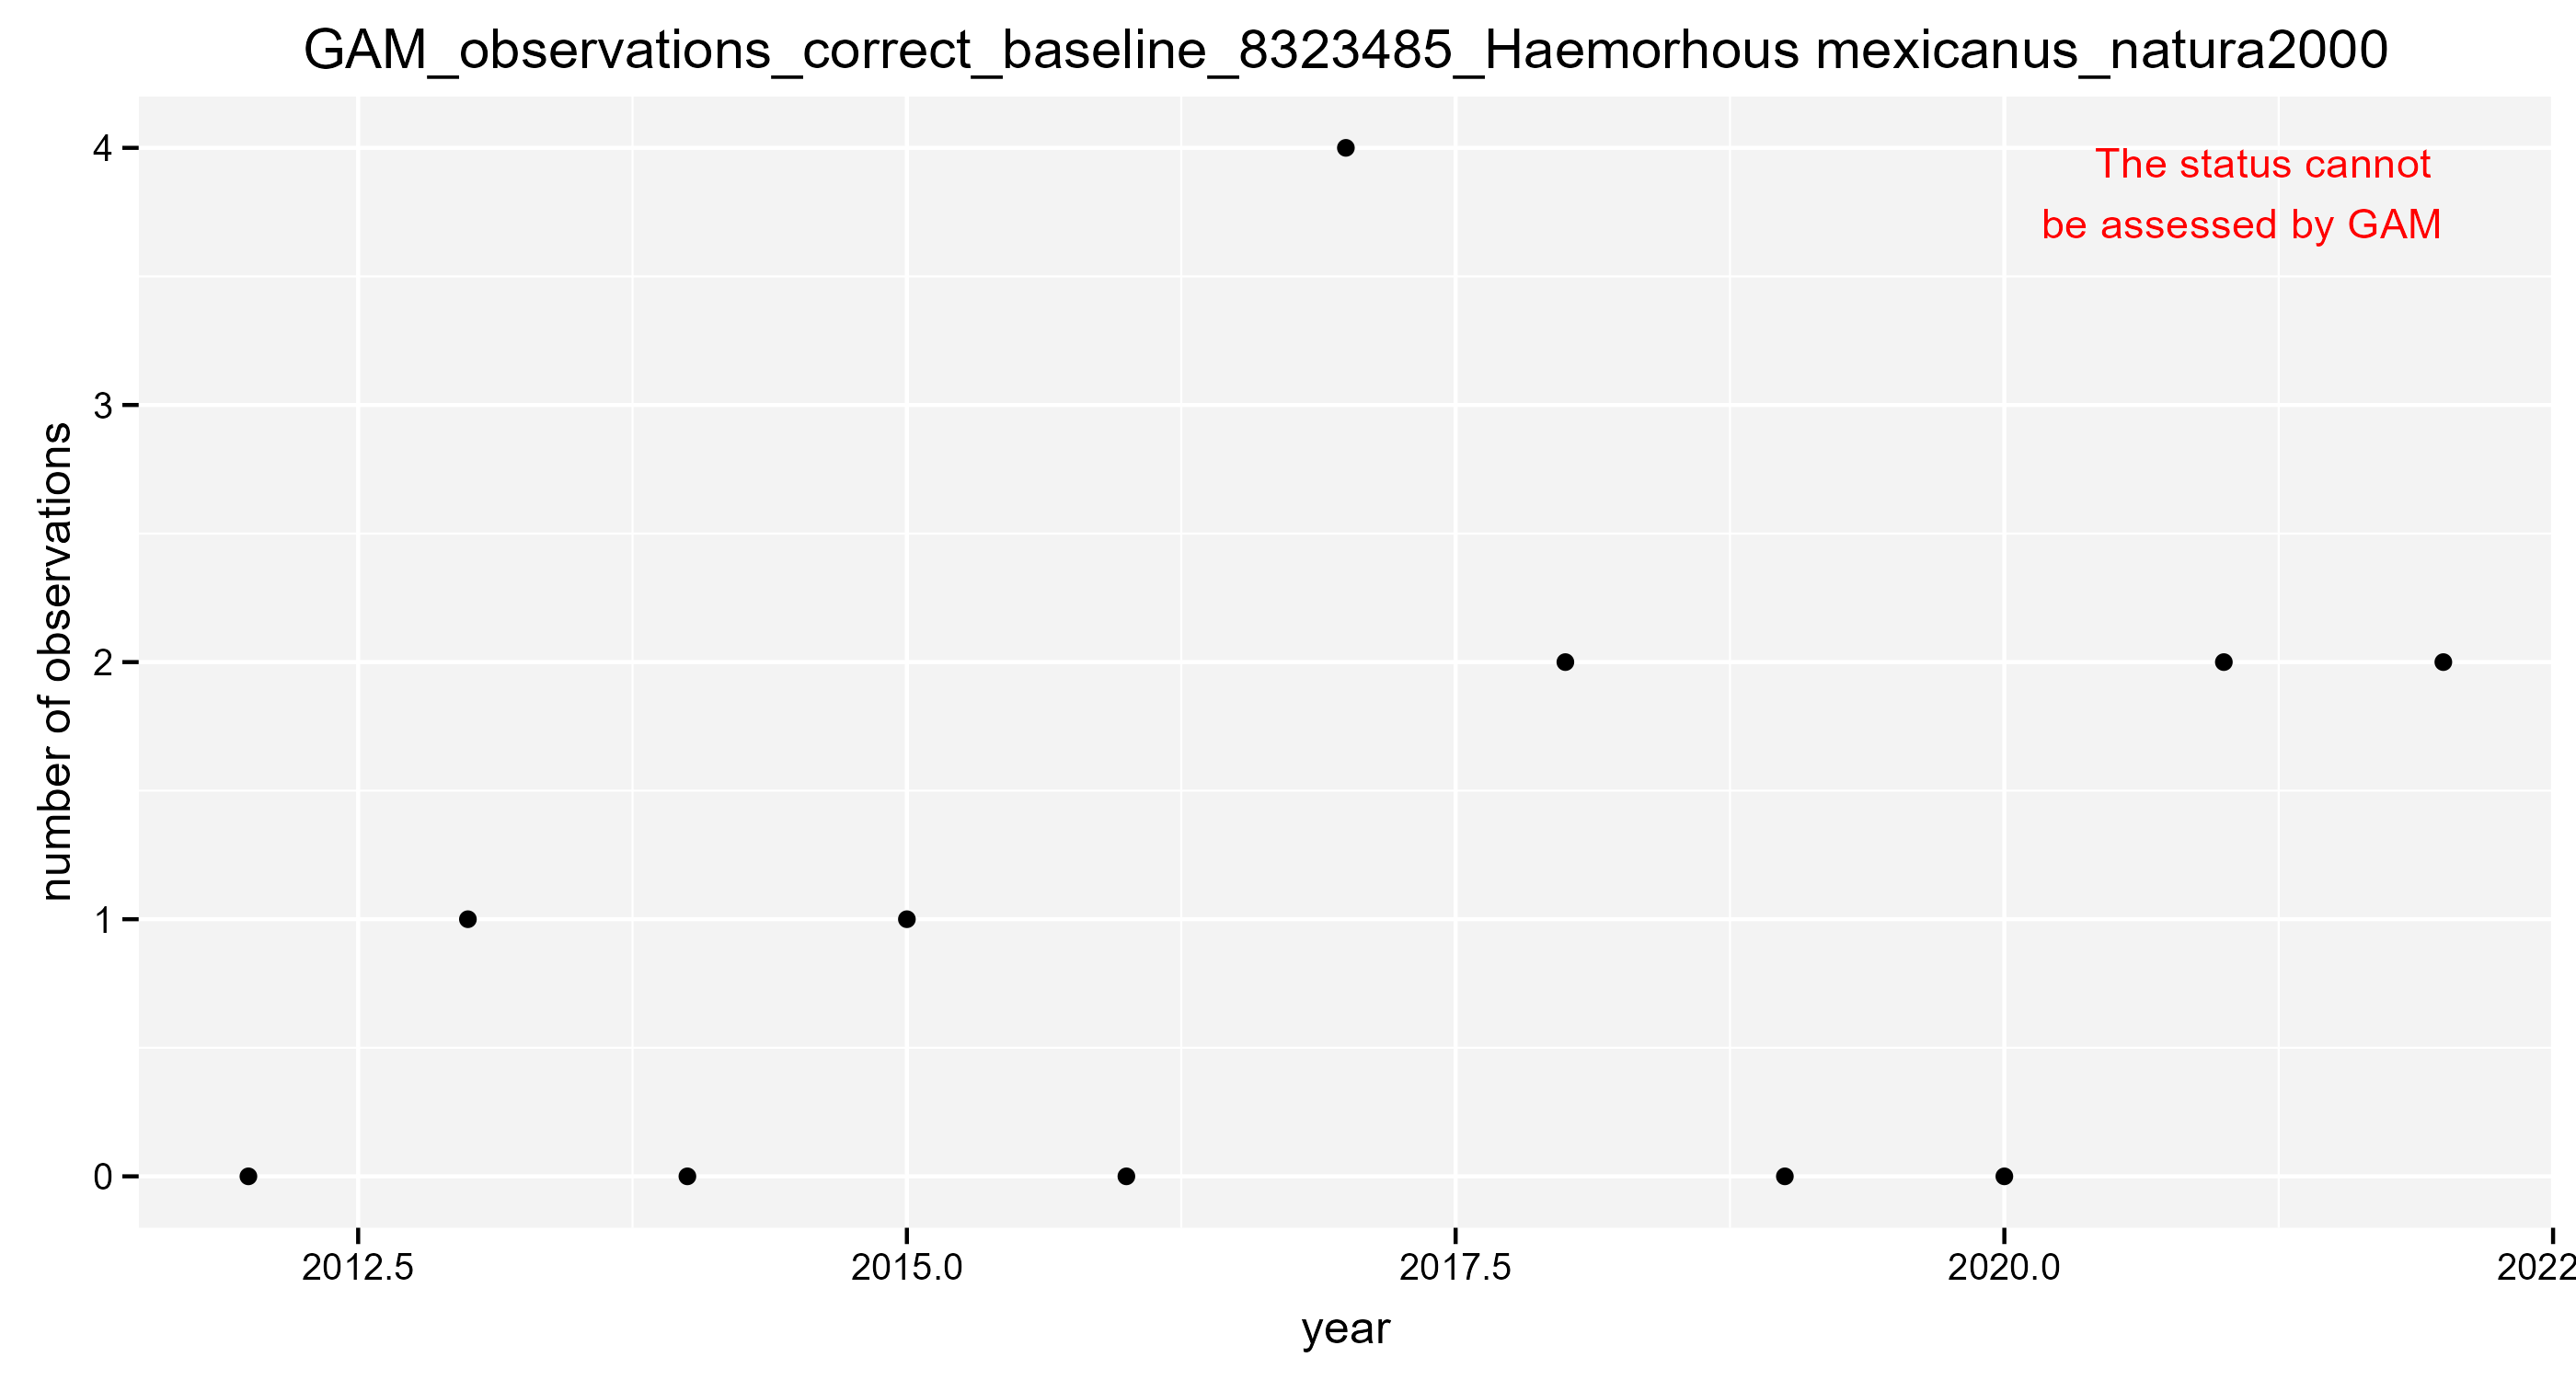 GAM_observations_correct_baseline_8323485_Haemorhous mexicanus_natura2000
The status cannot
be assessed by GAM
number of observations
4
3
2
1
0
2012.5
2015.0
2017.5
2020.0
2022
year